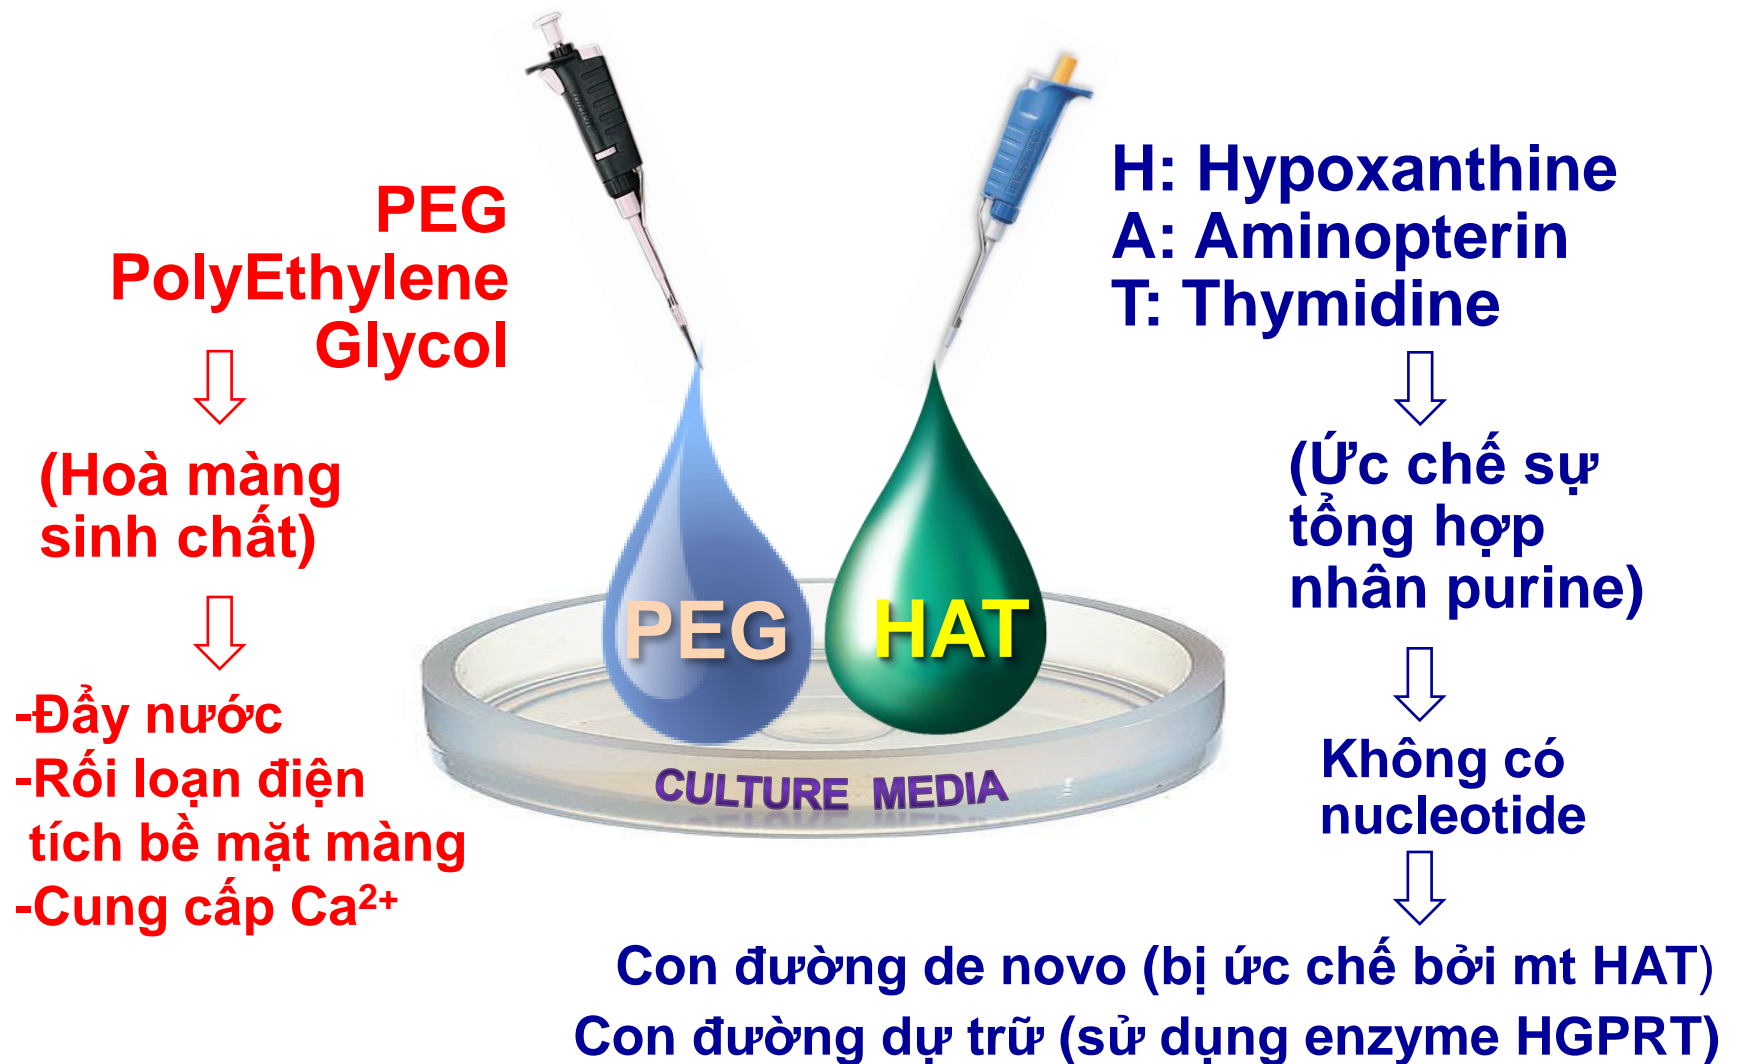 PEG
PolyEthylene
Glycol
(Hoà màng
sinh chất)
-Đẩy nước
-Rối loạn điện
tích bề mặt màng
-Cung cấp Ca²⁺
PEG
HAT
CULTURE MEDIA
H: Hypoxanthine
A: Aminopterin
T: Thymidine
(Ức chế sự
tổng hợp
nhân purine)
Không có
nucleotide
Con đường de novo (bị ức chế bởi mt HAT)
Con đường dự trữ (sử dụng enzyme HGPRT)